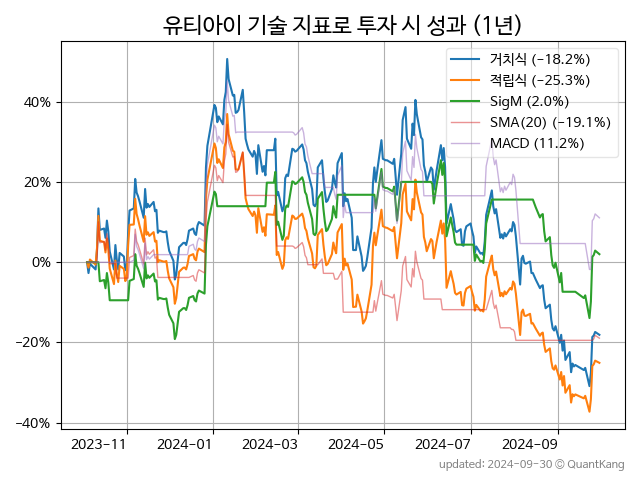 유티아이 기술 지표로 투자 시 성과 (1년)
거치식 (-18.2%)
적립식 (-25.3%)
SigM (2.0%)
SMA(20) (-19.1%)
MACD (11.2%)
40%
20%
0%
-20%
-40%
2023-11
2024-01
2024-03
2024-05
2024-07
2024-09
updated: 2024-09-30 © QuantKang